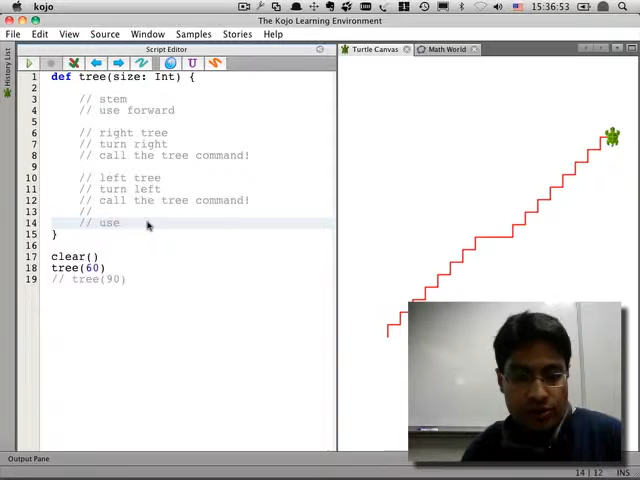 kojo
15:36:53
The Kojo Learning Environment
File Edit View Source Window Samples Stories Help
History List
Script Editor
Turtle Canvas
Math World
1 def tree(size: Int) {
2
3 // stem
4 // use forward
5
6 // right tree
7 // turn right
8 // call the tree command!
9
10 // left tree
11 // turn left
12 // call the tree command!
13 //
14 // use
15 }
16
17 clear()
18 tree(60)
19 // tree(90)
Output Pane
14 | 12 INS